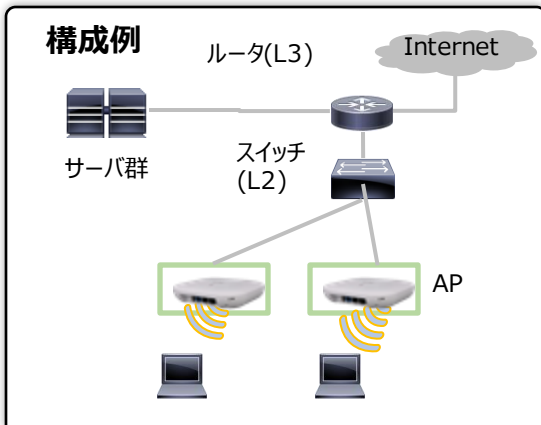 構成例
ルータ(L3)
Internet
サーバ群
スイッチ
(L2)
AP